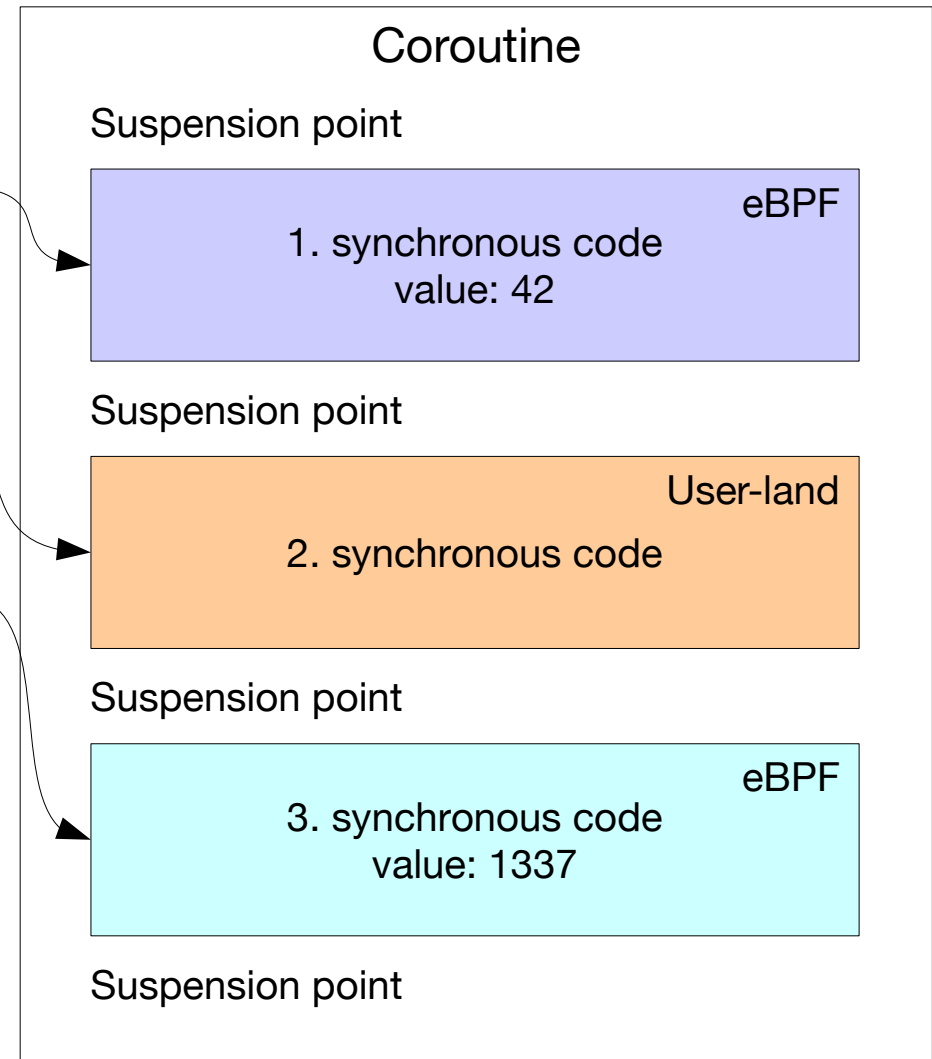 Coroutine
Suspension point
eBPF
1. synchronous code
value: 42
Suspension point
User-land
2. synchronous code
Suspension point
eBPF
3. synchronous code
value: 1337
Suspension point